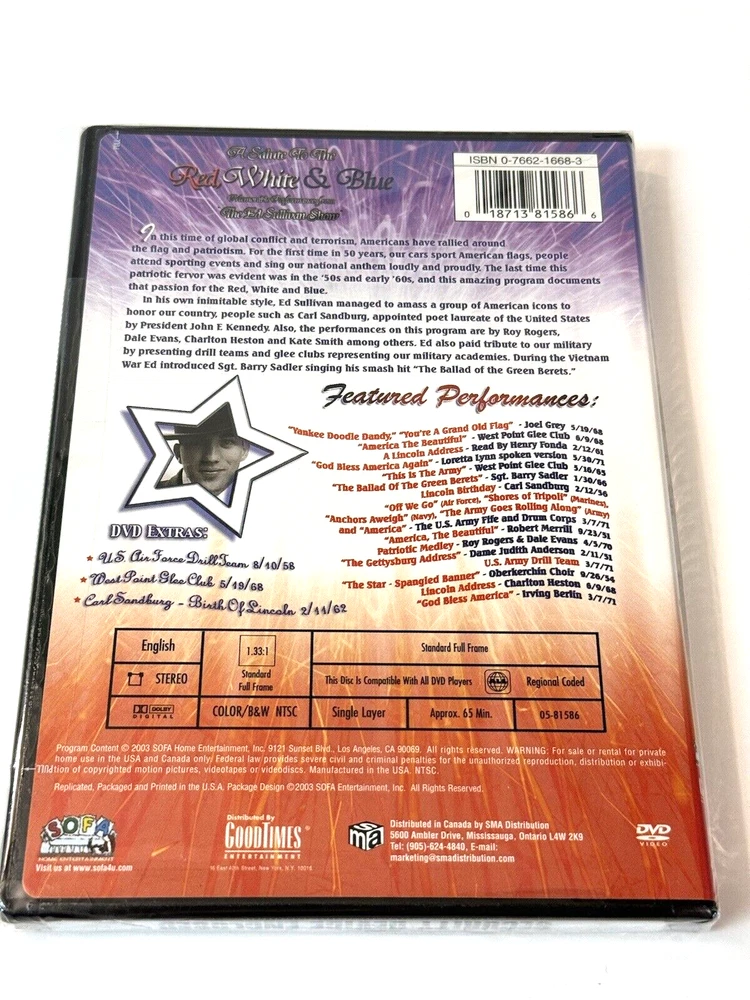 A Salute To The
Red, White & Blue
The Ed Sullivan Show
ISBN 0-7662-1668-3
0 18713 81586 6
In this time of global conflict and terrorism, Americans have rallied around
the flag and patriotism. For the first time in 50 years, our cars sport American flags, people
attend sporting events and sing our national anthem loudly and proudly. The last time this
patriotic fervor was evident was in the '50s and early '60s, and this amazing program documents
that passion for the Red, White and Blue.
In his own inimitable style, Ed Sullivan managed to amass a group of American icons to
honor our country, people such as Carl Sandburg, appointed poet laureate of the United States
by President John F. Kennedy. Also, the performances on this program are by Roy Rogers,
Dale Evans, Charlton Heston and Kate Smith among others. Ed also paid tribute to our military
by presenting drill teams and glee clubs representing our military academies. During the Vietnam
War Ed introduced Sgt. Barry Sadler singing his smash hit "The Ballad of the Green Berets."
Featured Performances:
"Yankee Doodle Dandy," "You're A Grand Old Flag" - Joel Grey 5/19/68
"America The Beautiful" - West Point Glee Club 6/9/68
A Lincoln Address - Read By Henry Fonda 2/12/61
"God Bless America Again" - Loretta Lynn spoken version 5/30/71
"This Is The Army" - West Point Glee Club 5/16/65
"The Ballad Of The Green Berets" - Sgt. Barry Sadler 1/30/66
Lincoln Birthday - Carl Sandburg 2/12/56
"Off We Go" (Air Force), "Shores of Tripoli" (Marines),
"Anchors Aweigh" (Navy), "The Army Goes Rolling Along" (Army)
and "America" - The U.S. Army Fife and Drum Corps 3/7/71
"America, The Beautiful" - Robert Merrill 9/23/51
Patriotic Medley - Roy Rogers & Dale Evans 4/5/70
"The Gettysburg Address" - Dame Judith Anderson 2/11/51
U.S. Army Drill Team 3/7/71
"The Star - Spangled Banner" - Oberkerchin Choir 9/26/54
Lincoln Address - Charlton Heston 6/9/68
"God Bless America" - Irving Berlin 3/7/71
DVD Extras:
U.S. Air Force Drill Team 8/10/58
West Point Glee Club 5/19/68
Carl Sandburg - Birth Of Lincoln 2/11/62
English
1.33:1
Standard
Full Frame
Standard Full Frame
STEREO
This Disc Is Compatible With All DVD Players
Regional Coded
DOLBY
DIGITAL
COLOR/B&W NTSC
Single Layer
Approx. 65 Min.
05-81586
Program Content © 2003 SOFA Home Entertainment, Inc. 9121 Sunset Blvd., Los Angeles, CA 90069. All rights reserved. WARNING: For sale or rental for private
home use in the USA and Canada only. Federal law provides severe civil and criminal penalties for the unauthorized reproduction, distribution or exhibi-
tion of copyrighted motion pictures, videotapes or videodiscs. Manufactured in the USA. NTSC.
Replicated, Packaged and Printed in the U.S.A. Package Design ©2003 SOFA Entertainment, Inc. All Rights Reserved.
SOFA
HOME ENTERTAINMENT
Visit us at www.sofa4u.com
Distributed By
GOODTIMES
ENTERTAINMENT
16 East 40th Street, New York, N.Y. 10016
sma
Distributed in Canada by SMA Distribution
5600 Ambler Drive, Mississauga, Ontario L4W 2K9
Tel: (905)-624-4840, E-mail:
marketing@smadistribution.com
DVD
VIDEO